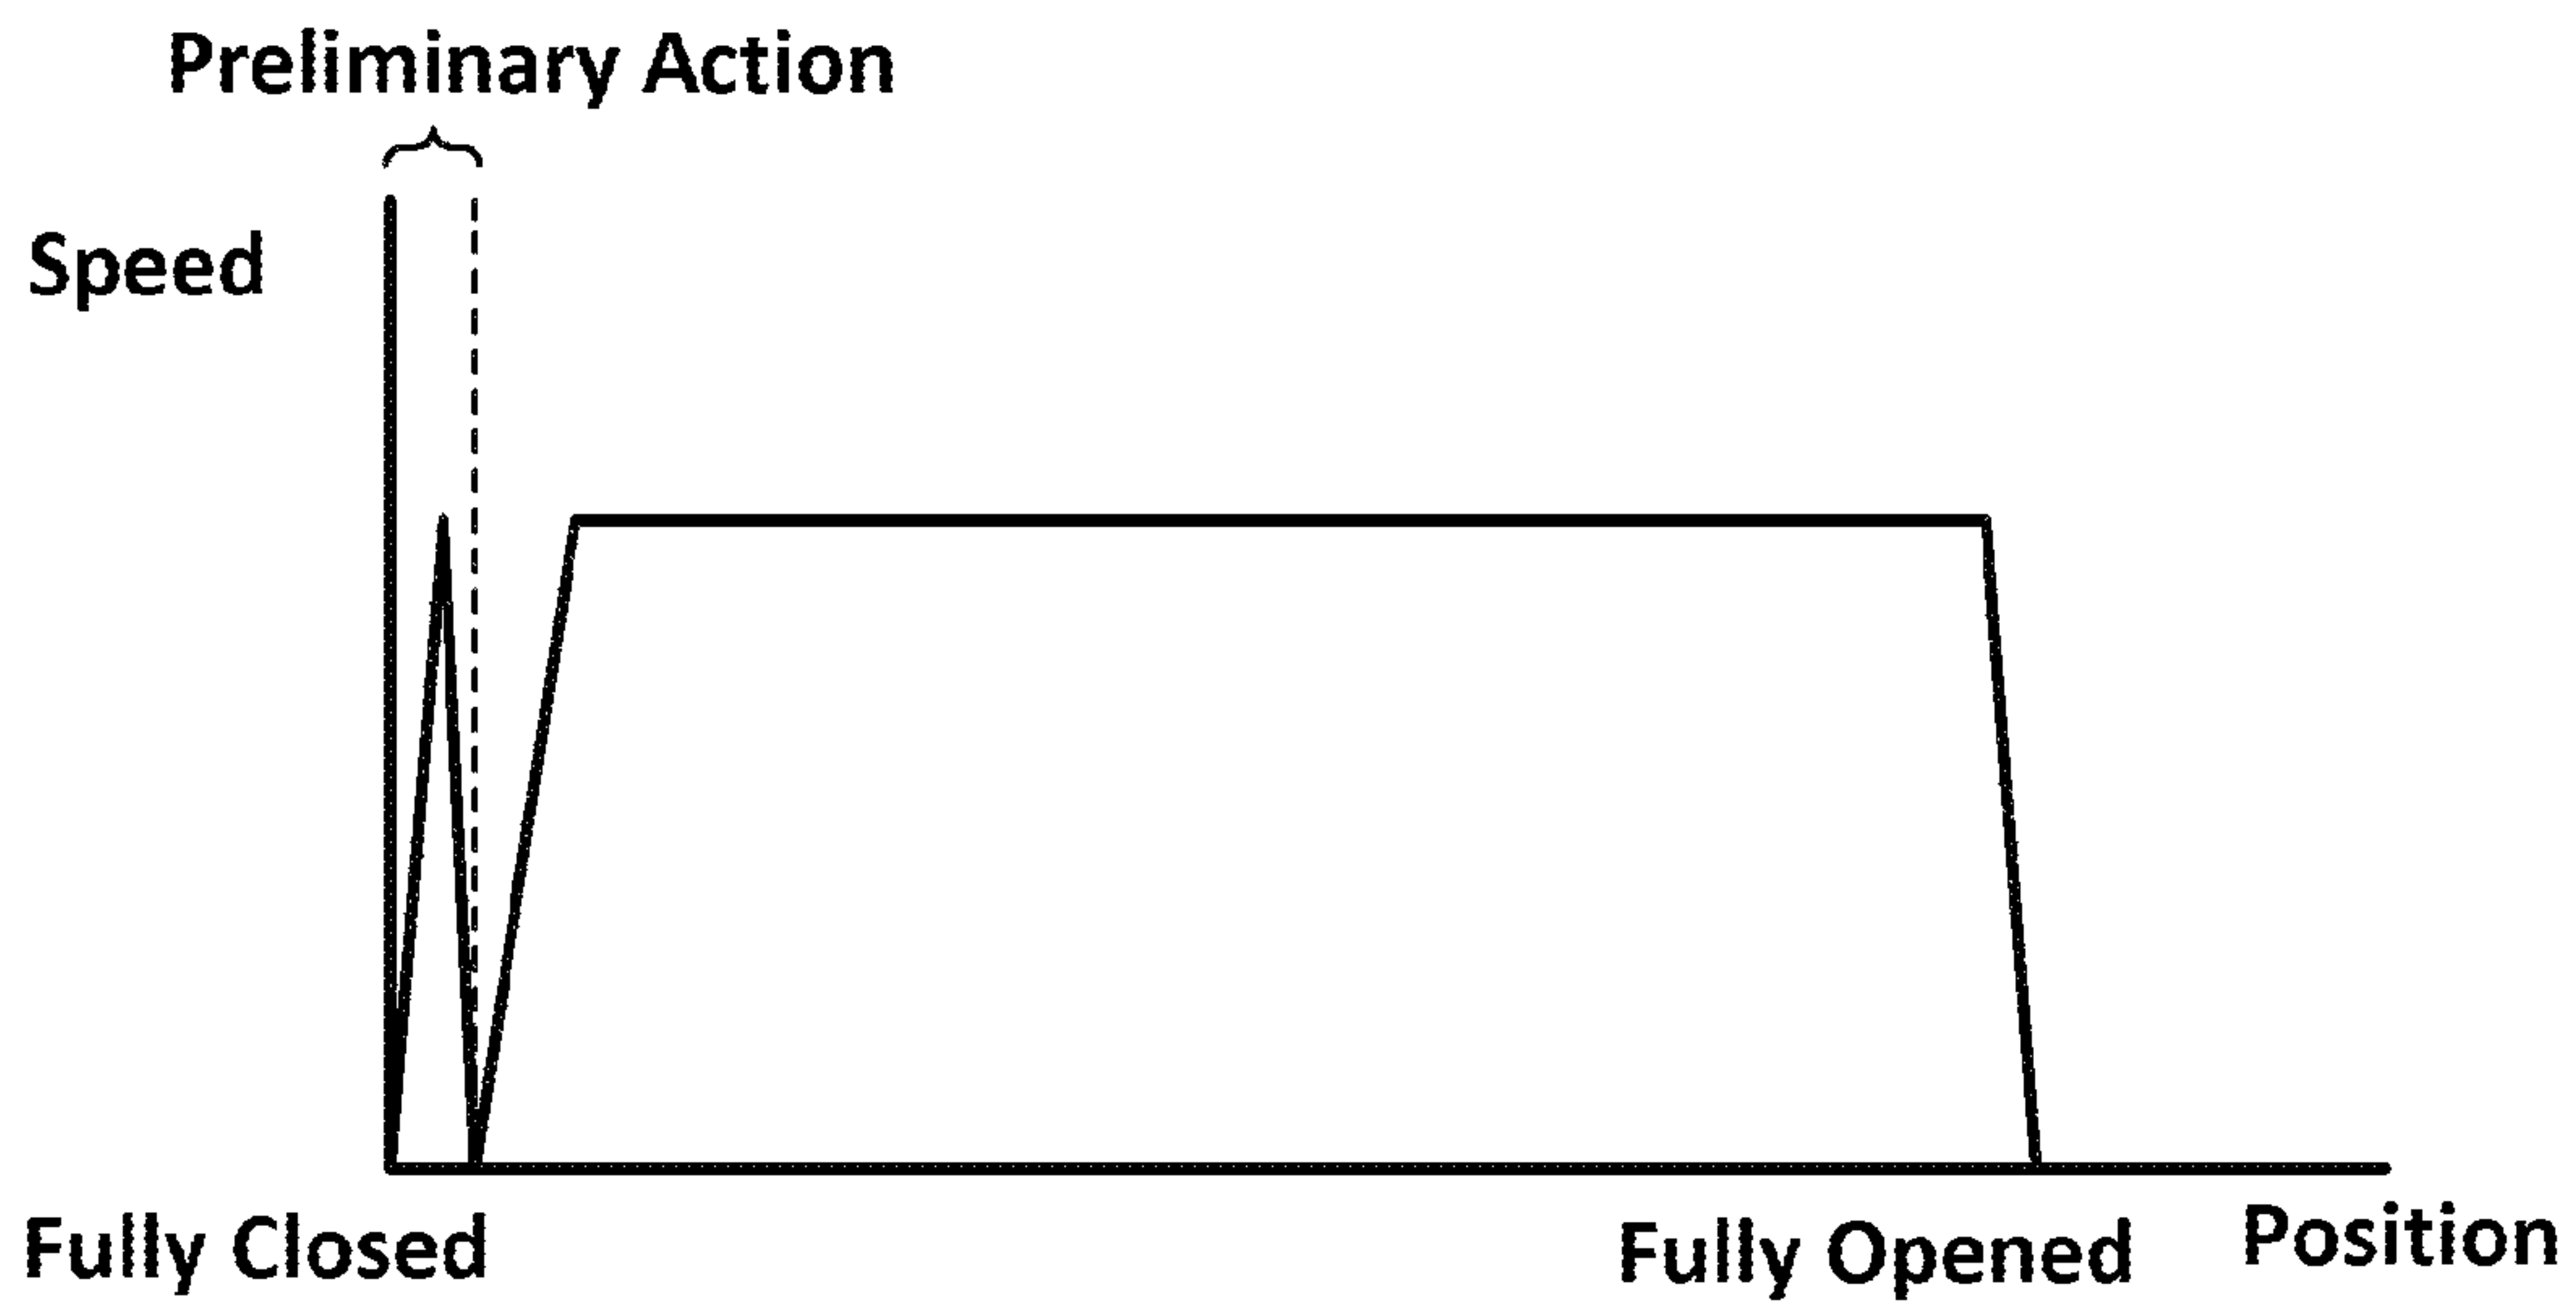 Preliminary Action
Speed
Fully Closed
Fully Opened
Position